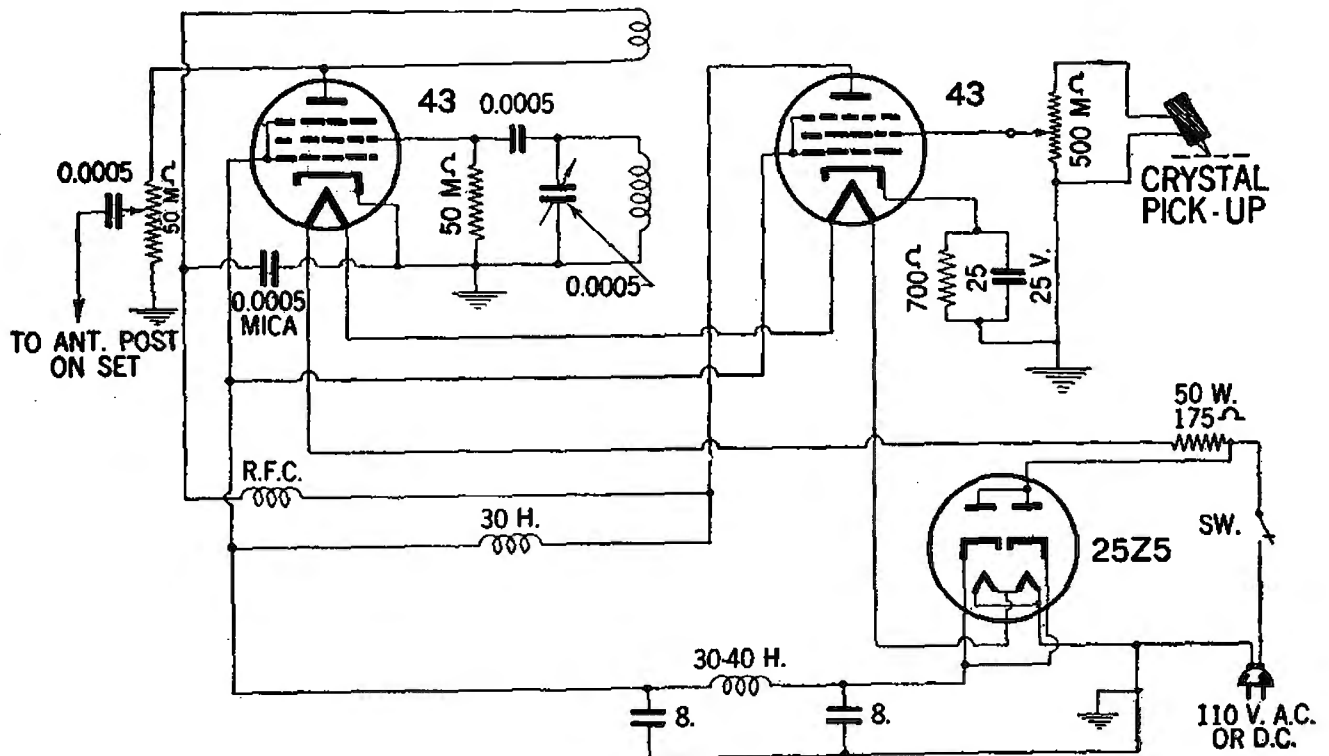 43
0.0005
0.0005
50 MΩ
50 MΩ
0.0005
MICA
0.0005
TO ANT. POST
ON SET
43
500 MΩ
CRYSTAL
PICK-UP
700Ω
25
25 V.
50 W.
175Ω
R.F.C.
30 H.
25Z5
SW.
30-40 H.
8.
8.
110 V. A.C.
OR D.C.